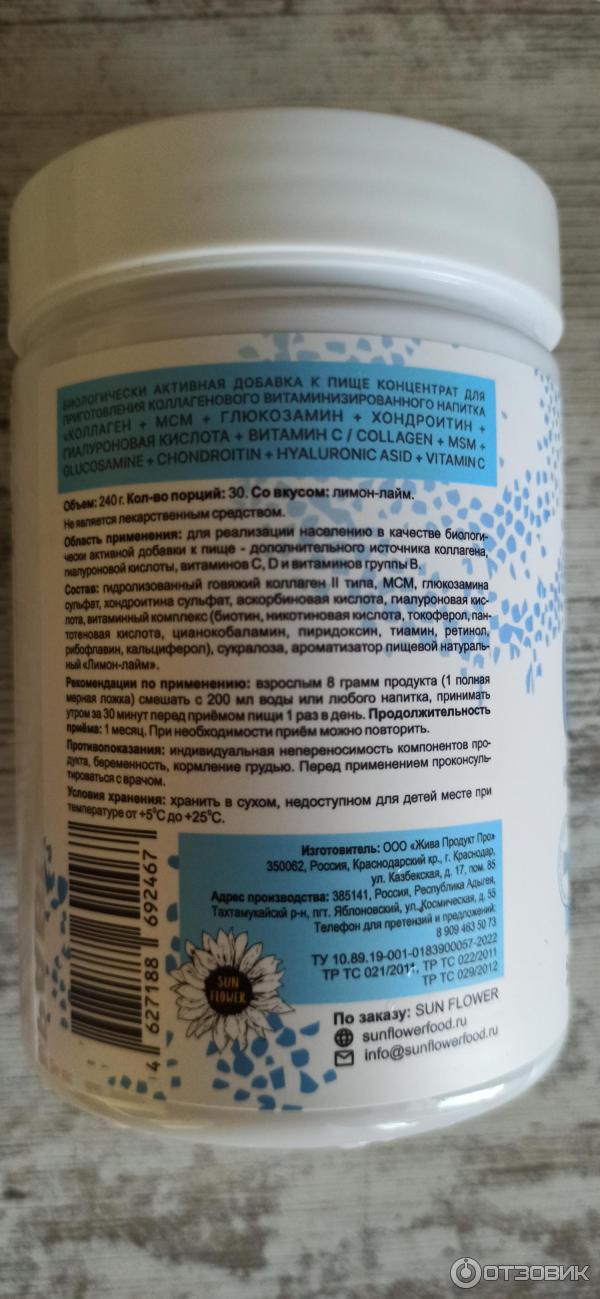 БИОЛОГИЧЕСКИ АКТИВНАЯ ДОБАВКА К ПИЩЕ КОНЦЕНТРАТ ДЛЯ
ПРИГОТОВЛЕНИЯ КОЛЛАГЕНОВОГО ВИТАМИНИЗИРОВАННОГО НАПИТКА
«КОЛЛАГЕН + МСМ + ГЛЮКОЗАМИН + ХОНДРОИТИН +
ГИАЛУРОНОВАЯ КИСЛОТА + ВИТАМИН С / COLLAGEN + MSM +
GLUCOSAMINE + CHONDROITIN + HYALURONIC ASID + VITAMIN C
Объем: 240 г. Кол-во порций: 30. Со вкусом: лимон-лайм.
Не является лекарственным средством.
Область применения: для реализации населению в качестве биологи-
чески активной добавки к пище - дополнительного источника коллагена,
гиалуроновой кислоты, витаминов С, D и витаминов группы В.
Состав: гидролизованный говяжий коллаген II типа, МСМ, глюкозамина
сульфат, хондроитина сульфат, аскорбиновая кислота, гиалуроновая кис-
лота, витаминный комплекс (биотин, никотиновая кислота, токоферол, пан-
тотеновая кислота, цианокобаламин, пиридоксин, тиамин, ретинол,
рибофлавин, кальциферол), сукралоза, ароматизатор пищевой натураль-
ный «Лимон-лайм».
Рекомендации по применению: взрослым 8 грамм продукта (1 полная
мерная ложка) смешать с 200 мл воды или любого напитка, принимать
утром за 30 минут перед приёмом пищи 1 раз в день. Продолжительность
приёма: 1 месяц. При необходимости приём можно повторить.
Противопоказания: индивидуальная непереносимость компонентов про-
дукта, беременность, кормление грудью. Перед применением проконсуль-
тироваться с врачом.
Условия хранения: хранить в сухом, недоступном для детей месте при
температуре от +5°С до +25°С.
Изготовитель: ООО «Жива Продукт Про»
350062, Россия, Краснодарский кр., г. Краснодар,
ул. Казбекская, д. 17, пом. 85
Адрес производства: 385141, Россия, Республика Адыгея,
Тахтамукайскй р-н, пгт. Яблоновский, ул. Космическая, д. 55
Телефон для претензий и предложений:
8 909 463 50 73
ТУ 10.89.19-001-0183900057-2022
ТР ТС 021/2011, ТР ТС 022/2011
ТР ТС 029/2012
4 627188 692467
SUN
FLOWER
По заказу: SUN FLOWER
sunflowerfood.ru
info@sunflowerfood.ru
ОТЗОВИК